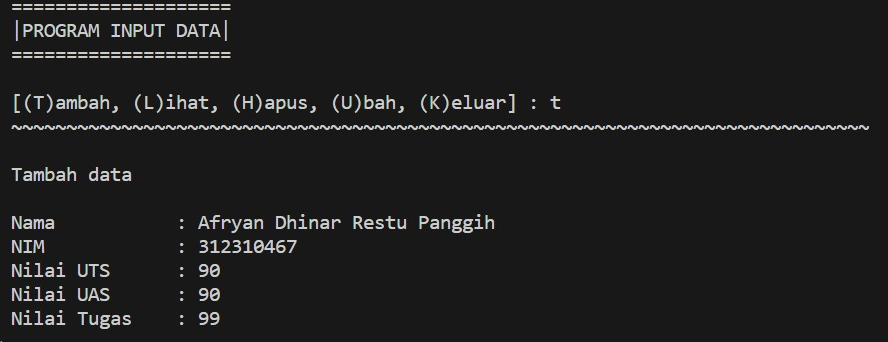 ====================
|PROGRAM INPUT DATA|
====================
[(T)ambah, (L)ihat, (H)apus, (U)bah, (K)eluar] : t
~~~~~~~~~~~~~~~~~~~~~~~~~~~~~~~~~~~~~~~~~~~~~~~~~~~~~~~~~~~~~~~~~~~~~~~~~~~~~~
Tambah data
Nama           : Afryan Dhinar Restu Panggih
NIM            : 312310467
Nilai UTS      : 90
Nilai UAS      : 90
Nilai Tugas    : 99